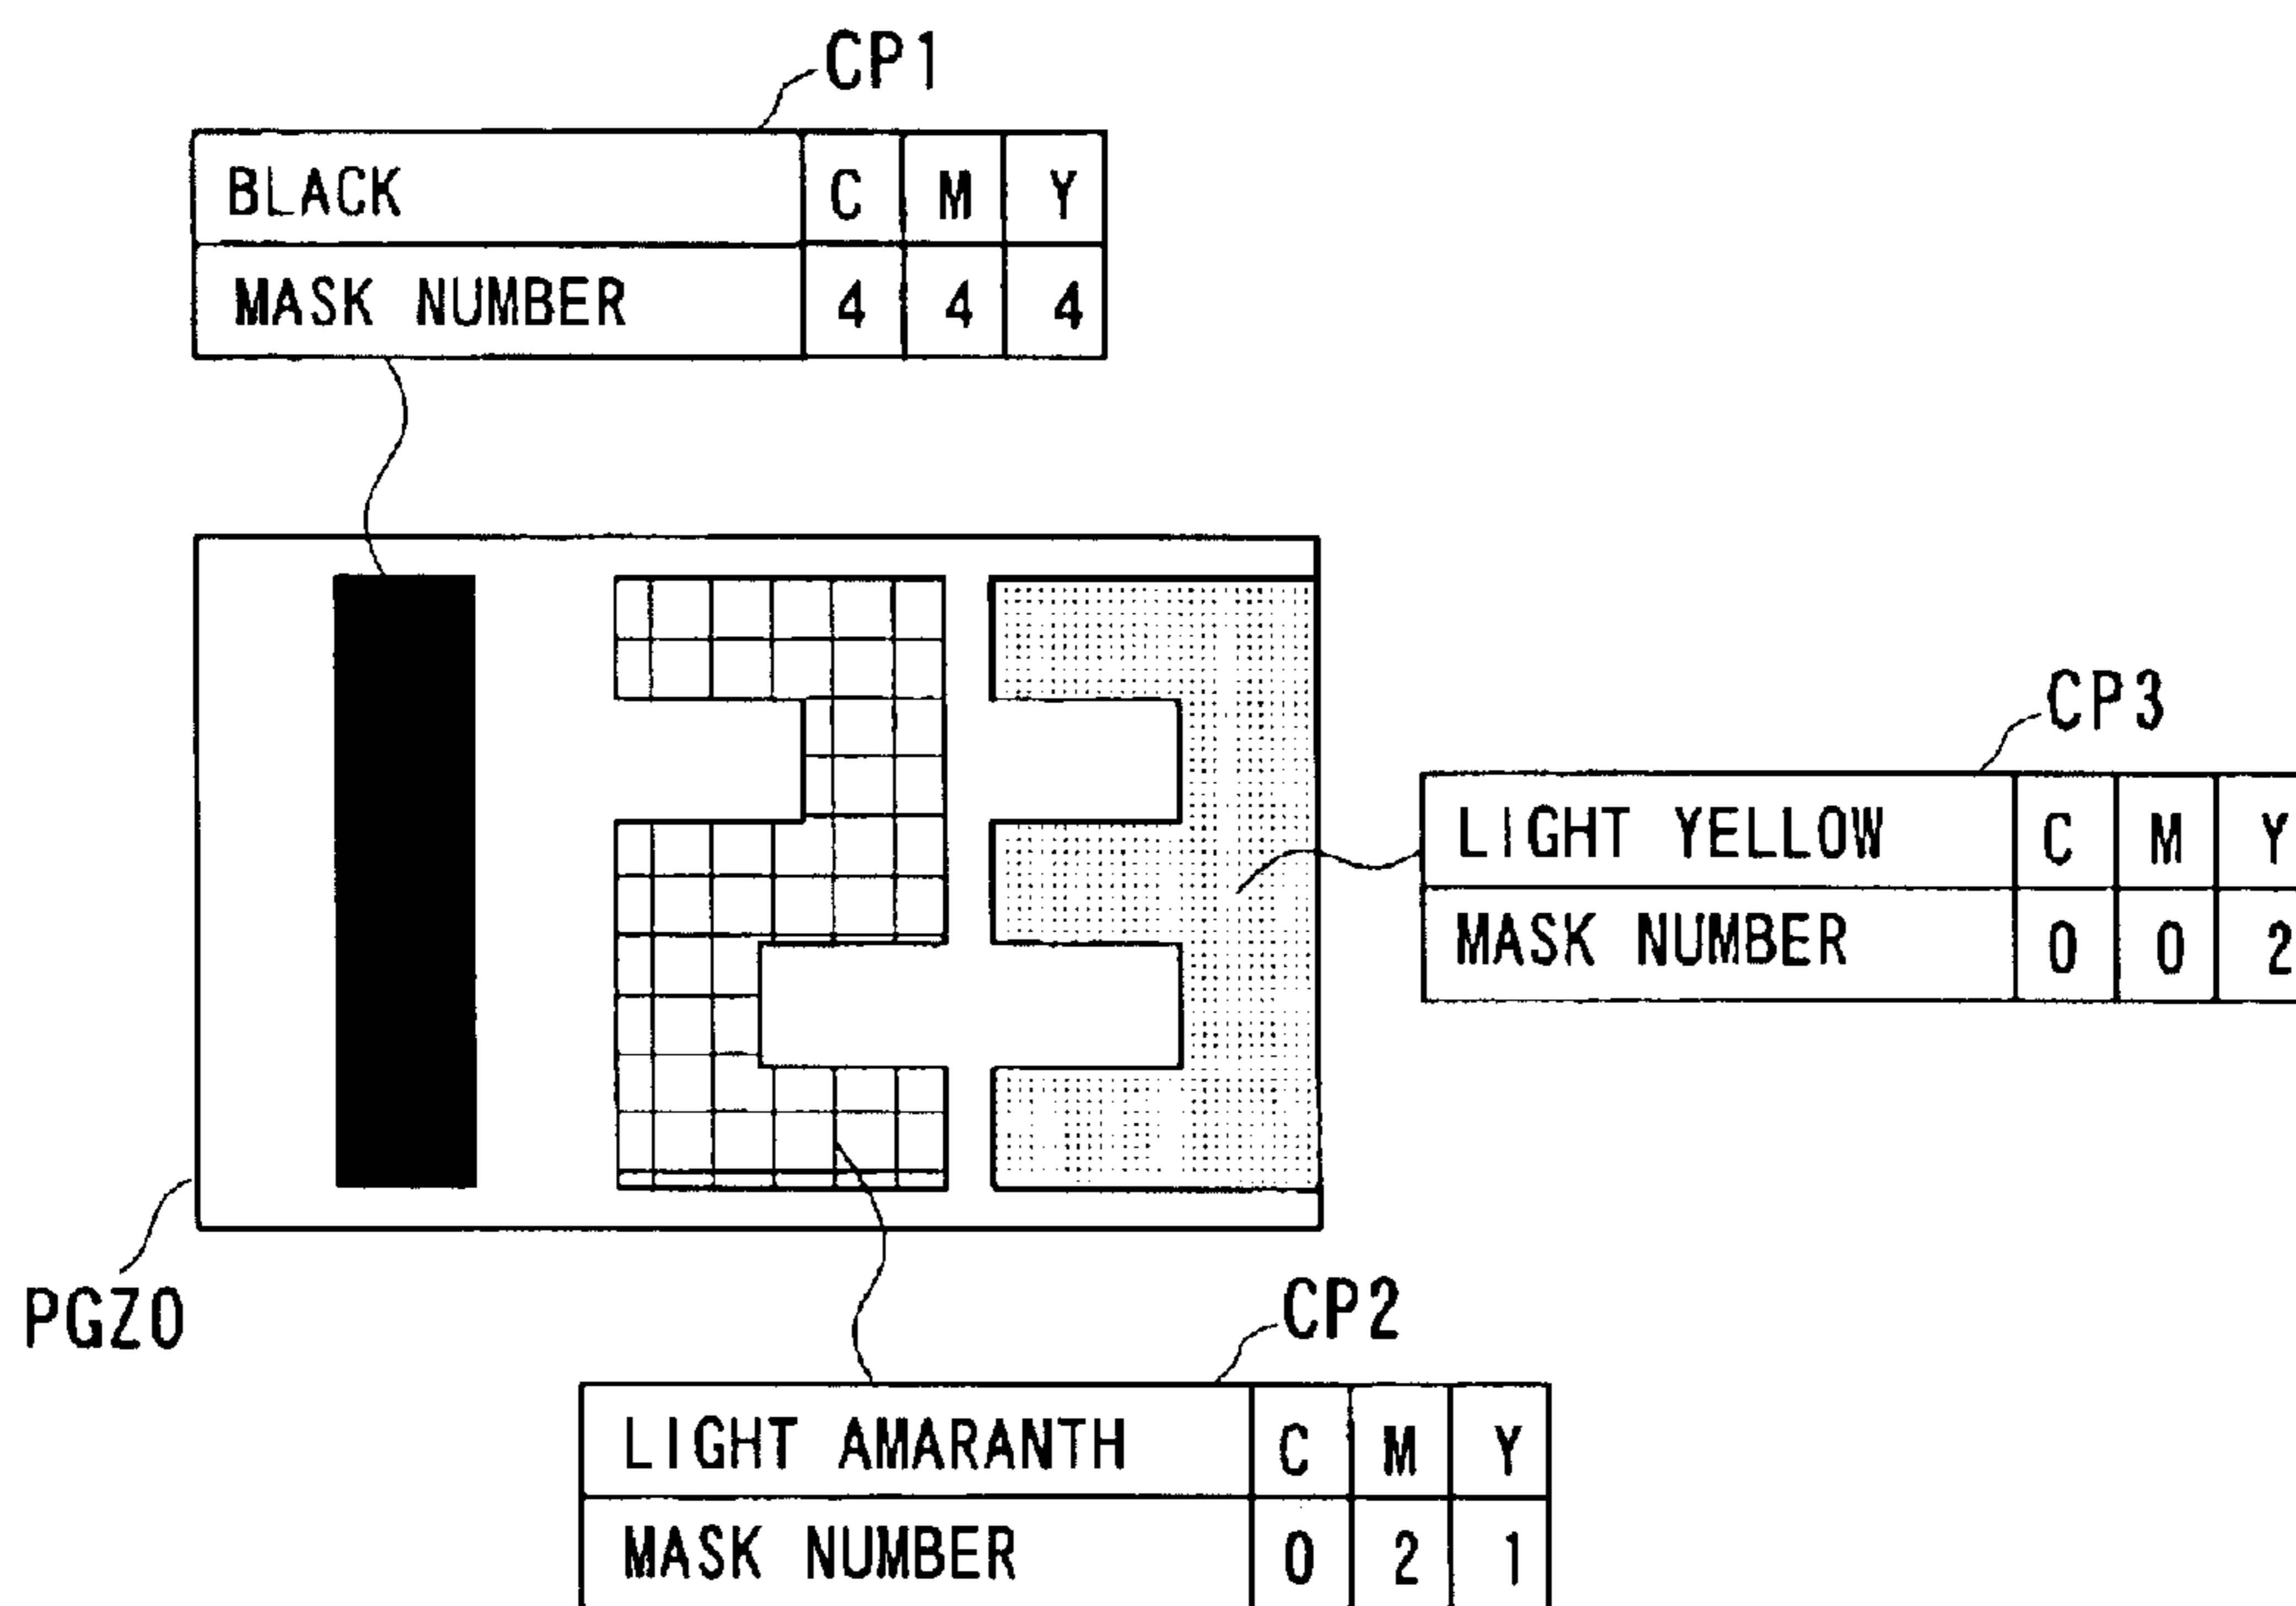 CP1
BLACK C M Y
MASK NUMBER 4 4 4
123
CP3
LIGHT YELLOW C M Y
MASK NUMBER 0 0 2
PGZ0
CP2
LIGHT AMARANTH C M Y
MASK NUMBER 0 2 1